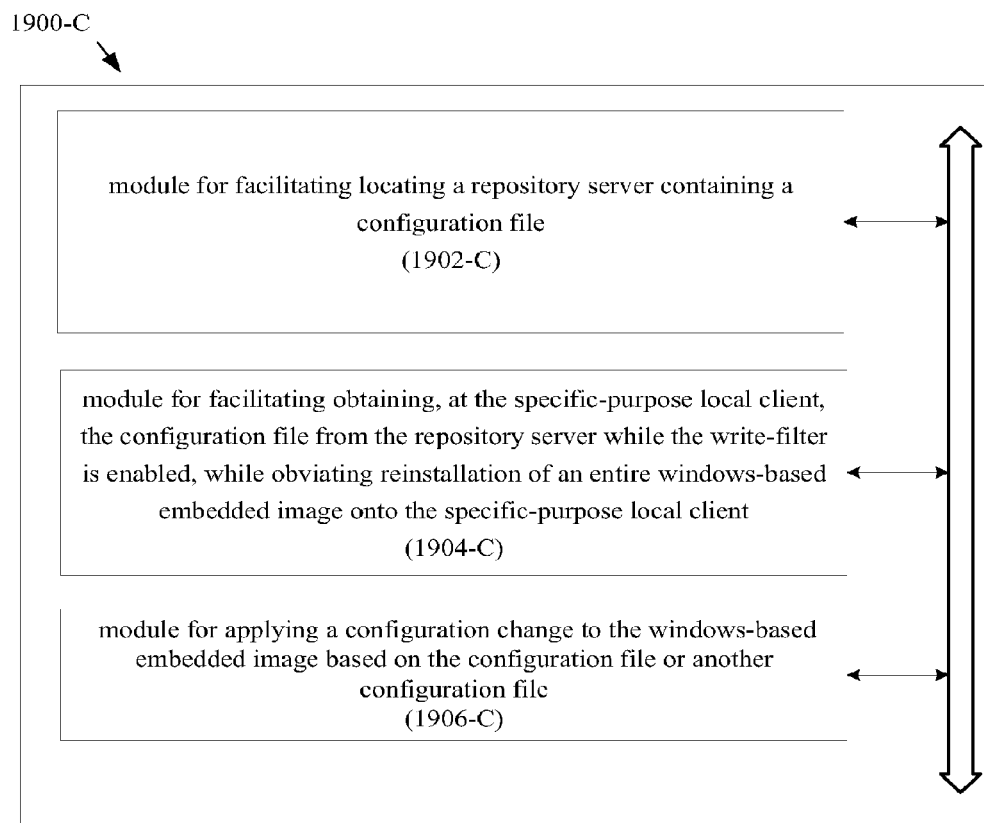 1900-C
module for facilitating locating a repository server containing a
configuration file
(1902-C)
module for facilitating obtaining, at the specific-purpose local client,
the configuration file from the repository server while the write-filter
is enabled, while obviating reinstallation of an entire windows-based
embedded image onto the specific-purpose local client
(1904-C)
module for applying a configuration change to the windows-based
embedded image based on the configuration file or another
configuration file
(1906-C)